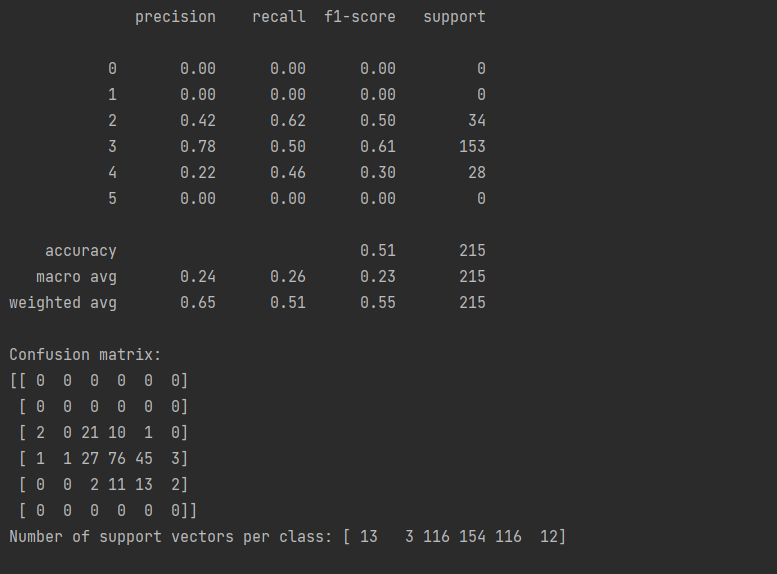 precision    recall  f1-score   support

           0       0.00      0.00      0.00         0
           1       0.00      0.00      0.00         0
           2       0.42      0.62      0.50        34
           3       0.78      0.50      0.61       153
           4       0.22      0.46      0.30        28
           5       0.00      0.00      0.00         0

    accuracy                           0.51       215
   macro avg       0.24      0.26      0.23       215
weighted avg       0.65      0.51      0.55       215

Confusion matrix:
[[ 0  0  0  0  0  0]
 [ 0  0  0  0  0  0]
 [ 2  0 21 10  1  0]
 [ 1  1 27 76 45  3]
 [ 0  0  2 11 13  2]
 [ 0  0  0  0  0  0]]
Number of support vectors per class: [ 13   3 116 154 116  12]